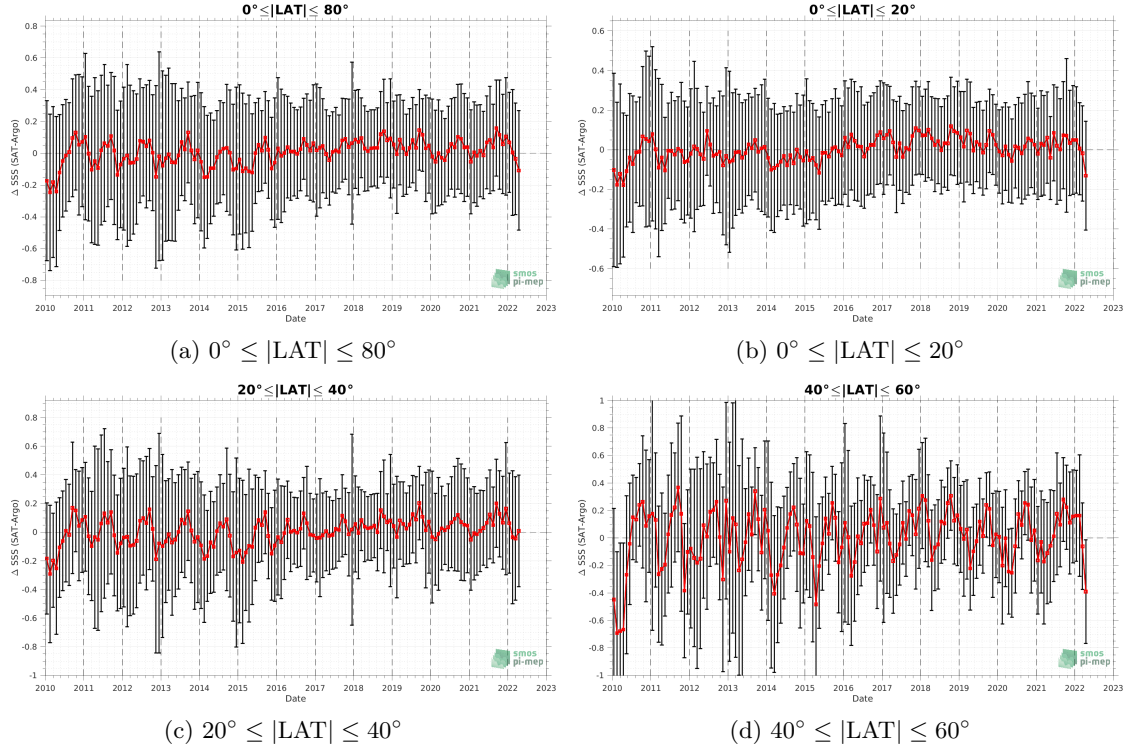 0°≤|LAT|≤ 80°
Δ SSS (SAT-Argo)
0.8
0.6
0.4
0.2
0
-0.2
-0.4
-0.6
-0.8
2010 2011 2012 2013 2014 2015 2016 2017 2018 2019 2020 2021 2022 2023
Date
smos
pi-mep
(a) 0° ≤ |LAT| ≤ 80°
0°≤|LAT|≤ 20°
Δ SSS (SAT-Argo)
0.6
0.4
0.2
0
-0.2
-0.4
-0.6
2010 2011 2012 2013 2014 2015 2016 2017 2018 2019 2020 2021 2022 2023
Date
smos
pi-mep
(b) 0° ≤ |LAT| ≤ 20°
20°≤|LAT|≤ 40°
Δ SSS (SAT-Argo)
0.8
0.6
0.4
0.2
0
-0.2
-0.4
-0.6
-0.8
-1
2010 2011 2012 2013 2014 2015 2016 2017 2018 2019 2020 2021 2022 2023
Date
smos
pi-mep
(c) 20° ≤ |LAT| ≤ 40°
40°≤|LAT|≤ 60°
Δ SSS (SAT-Argo)
1
0.8
0.6
0.4
0.2
0
-0.2
-0.4
-0.6
-0.8
-1
2010 2011 2012 2013 2014 2015 2016 2017 2018 2019 2020 2021 2022 2023
Date
smos
pi-mep
(d) 40° ≤ |LAT| ≤ 60°